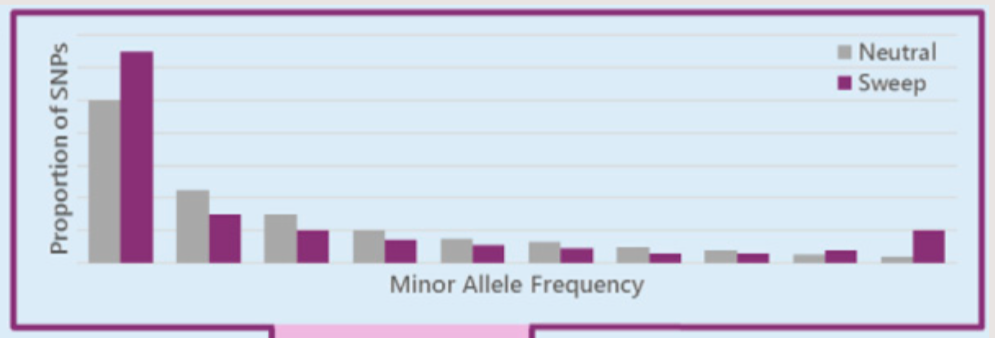 Proportion of SNPs
Neutral
Sweep
Minor Allele Frequency